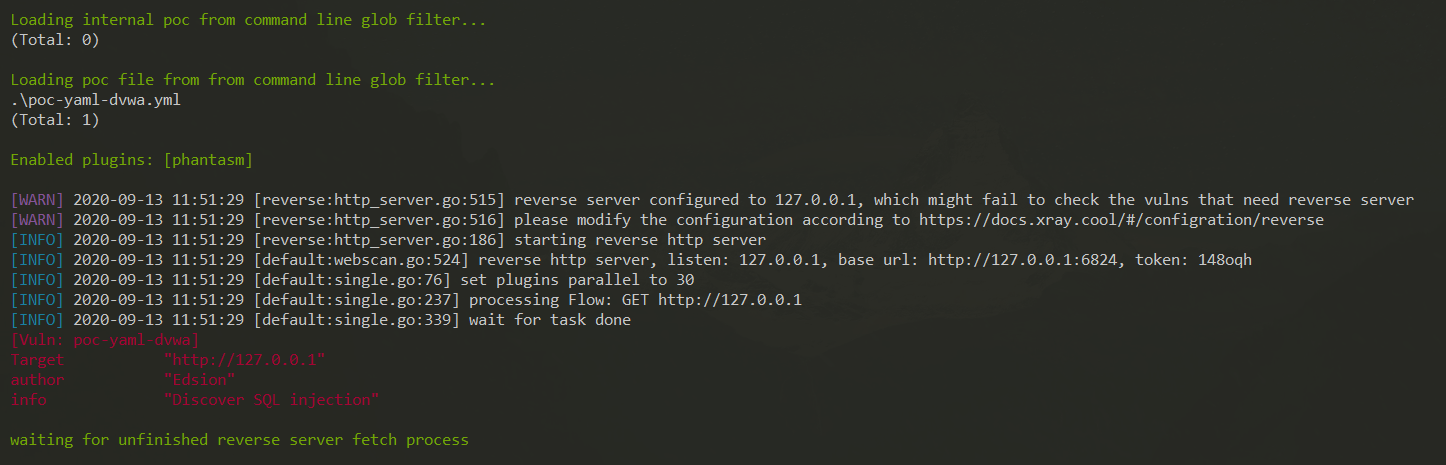 Loading internal poc from command line glob filter...
(Total: 0)
Loading poc file from from command line glob filter...
.\poc-yaml-dvwa.yml
(Total: 1)
Enabled plugins: [phantasm]
[WARN] 2020-09-13 11:51:29 [reverse:http_server.go:515] reverse server configured to 127.0.0.1, which might fail to check the vulns that need reverse server
[WARN] 2020-09-13 11:51:29 [reverse:http_server.go:516] please modify the configuration according to https://docs.xray.cool/#/configration/reverse
[INFO] 2020-09-13 11:51:29 [reverse:http_server.go:186] starting reverse http server
[INFO] 2020-09-13 11:51:29 [default:webscan.go:524] reverse http server, listen: 127.0.0.1, base url: http://127.0.0.1:6824, token: 148oqh
[INFO] 2020-09-13 11:51:29 [default:single.go:76] set plugins parallel to 30
[INFO] 2020-09-13 11:51:29 [default:single.go:237] processing Flow: GET http://127.0.0.1
[INFO] 2020-09-13 11:51:29 [default:single.go:339] wait for task done
[Vuln: poc-yaml-dvwa]
Target "http://127.0.0.1"
author "Edsion"
info "Discover SQL injection"
waiting for unfinished reverse server fetch process